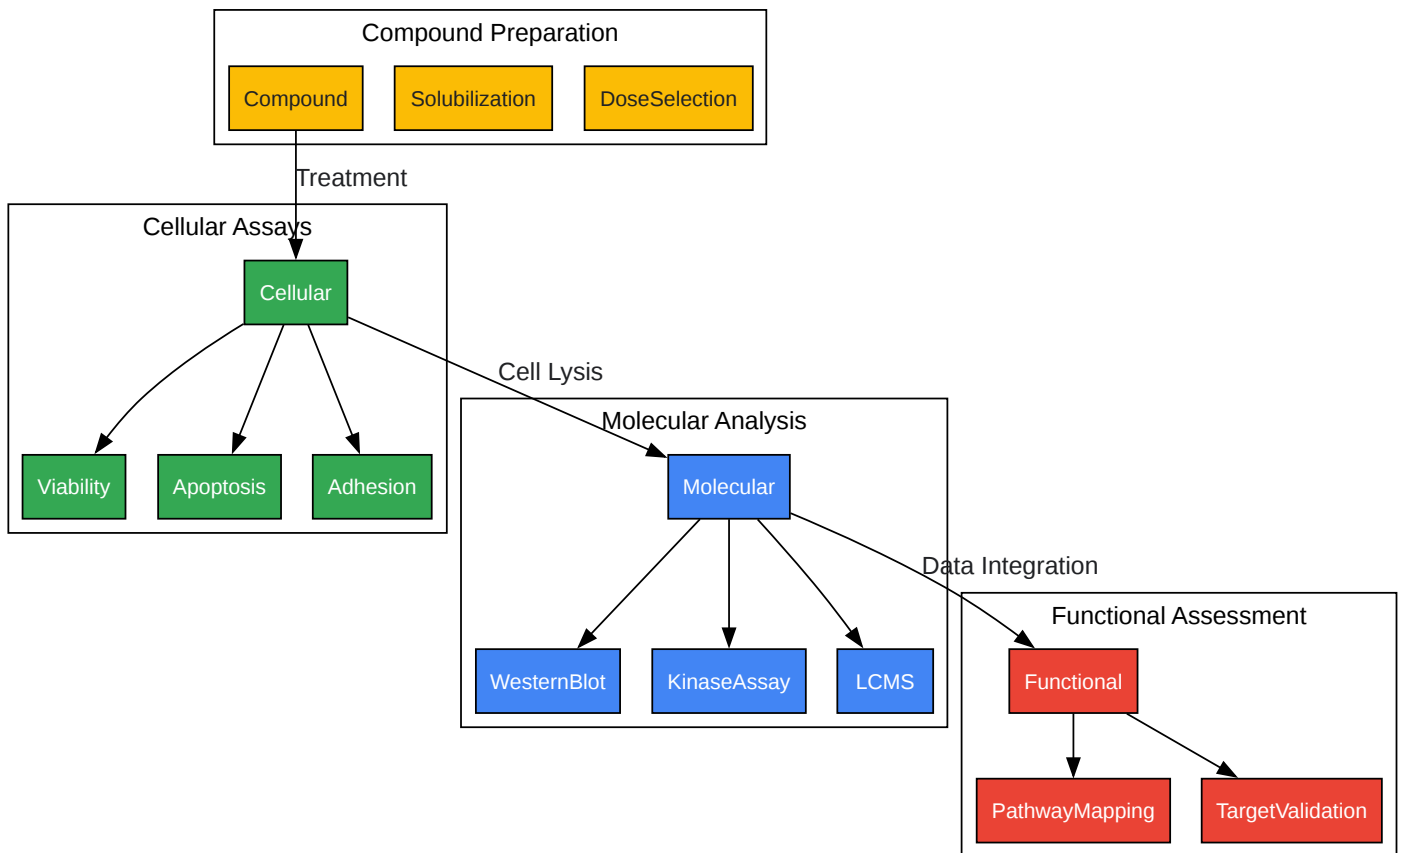 Compound Preparation
Compound
Solubilization
DoseSelection
Treatment
Cellular Assays
Cellular
Cell Lysis
Viability
Apoptosis
Adhesion
Molecular Analysis
Molecular
Data Integration
WesternBlot
KinaseAssay
LCMS
Functional Assessment
Functional
PathwayMapping
TargetValidation